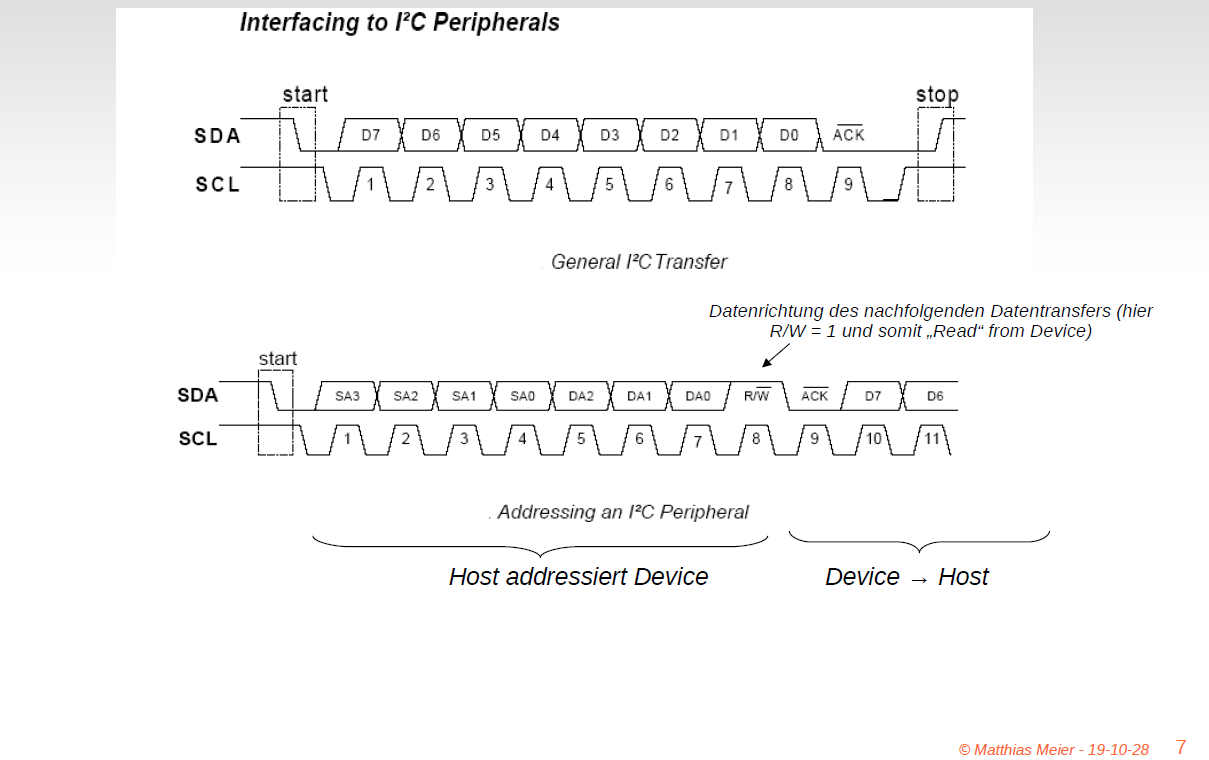 Interfacing to I²C Peripherals
start stop
SDA D7 D6 D5 D4 D3 D2 D1 D0 ACK
SCL 1 2 3 4 5 6 7 8 9
General I²C Transfer
Datenrichtung des nachfolgenden Datentransfers (hier
R/W = 1 und somit „Read“ from Device)
start
SDA SA3 SA2 SA1 SA0 DA2 DA1 DA0 R/W ACK D7 D6
SCL 1 2 3 4 5 6 7 8 9 10 11
. Addressing an I²C Peripheral
Host addressiert Device Device → Host
© Matthias Meier - 19-10-28 7